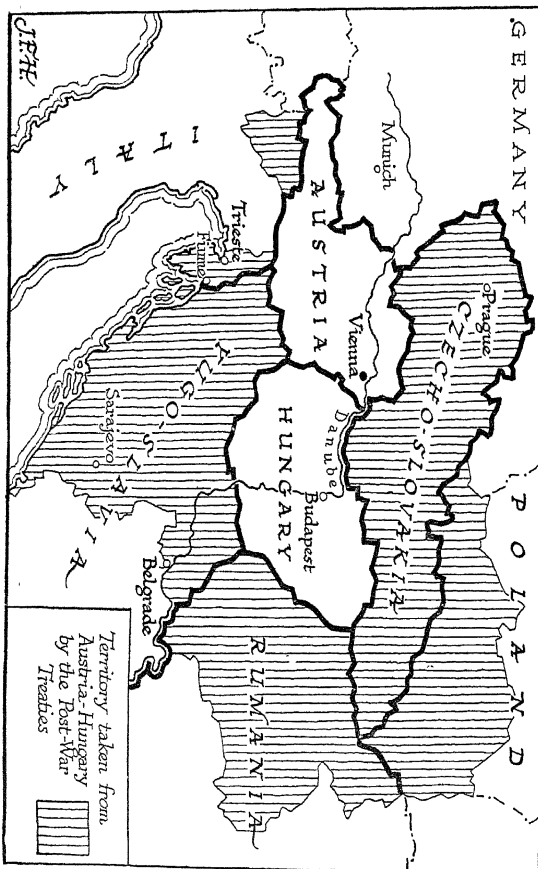 GERMANY
POLAND
Prague
CZECHO-SLOVAKIA
Munich
Vienna
AUSTRIA
Danube
Budapest
HUNGARY
RUMANIA
Trieste
Fiume
ITALY
JUGO-SLAVIA
Sarajevo
Belgrade
J.F.H.
Territory taken from
Austria-Hungary
by the Post-War
Treaties